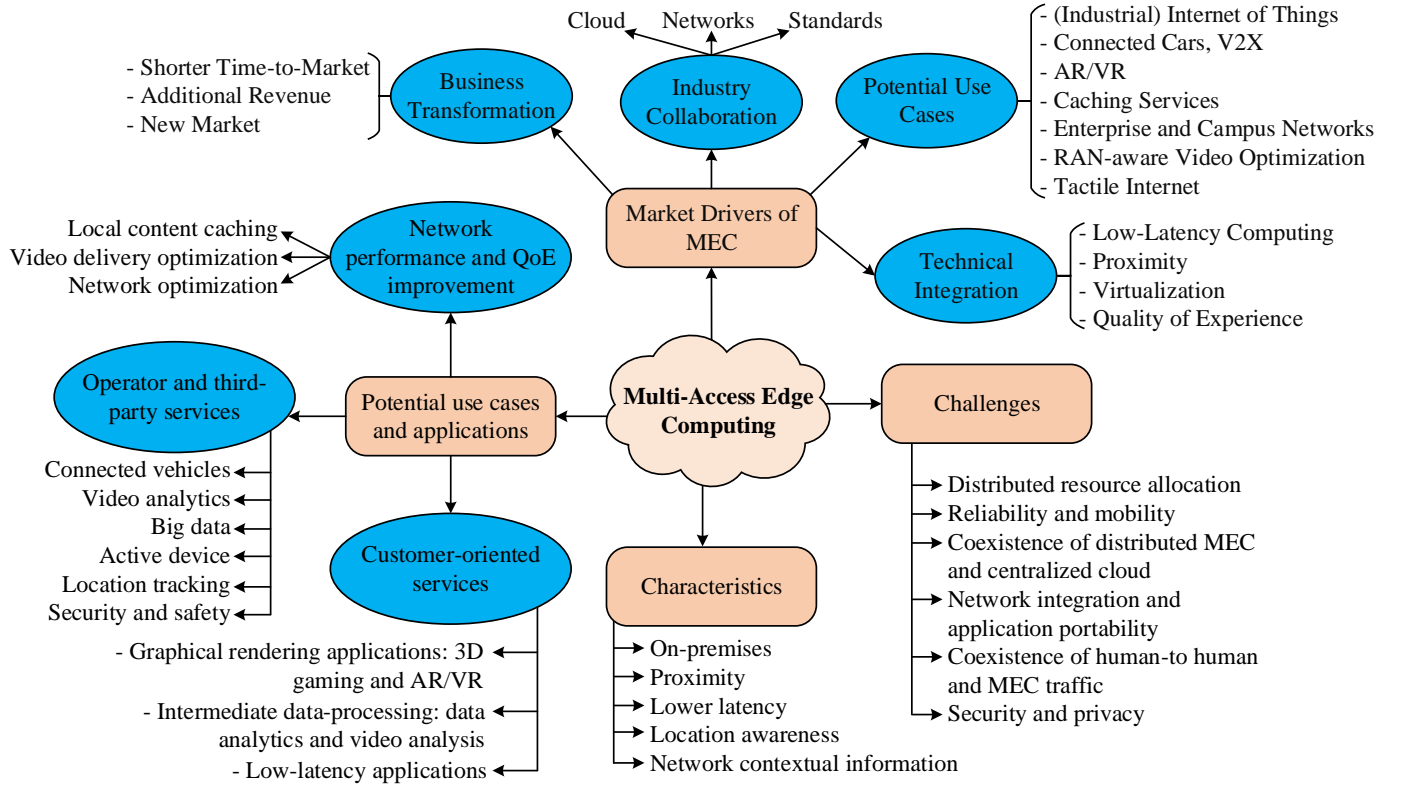 Cloud
Networks
Standards
Business
Transformation
- Shorter Time-to-Market
- Additional Revenue
- New Market
Industry
Collaboration
Potential Use
Cases
- (Industrial) Internet of Things
- Connected Cars, V2X
- AR/VR
- Caching Services
- Enterprise and Campus Networks
- RAN-aware Video Optimization
- Tactile Internet
Market Drivers of
MEC
Technical
Integration
- Low-Latency Computing
- Proximity
- Virtualization
- Quality of Experience
Network
performance and QoE
improvement
Local content caching
Video delivery optimization
Network optimization
Operator and third-
party services
Potential use cases
and applications
Multi-Access Edge
Computing
Challenges
Connected vehicles
Video analytics
Big data
Active device
Location tracking
Security and safety
Customer-oriented
services
- Graphical rendering applications: 3D
gaming and AR/VR
- Intermediate data-processing: data
analytics and video analysis
- Low-latency applications
Characteristics
On-premises
Proximity
Lower latency
Location awareness
Network contextual information
Distributed resource allocation
Reliability and mobility
Coexistence of distributed MEC
and centralized cloud
Network integration and
application portability
Coexistence of human-to human
and MEC traffic
Security and privacy